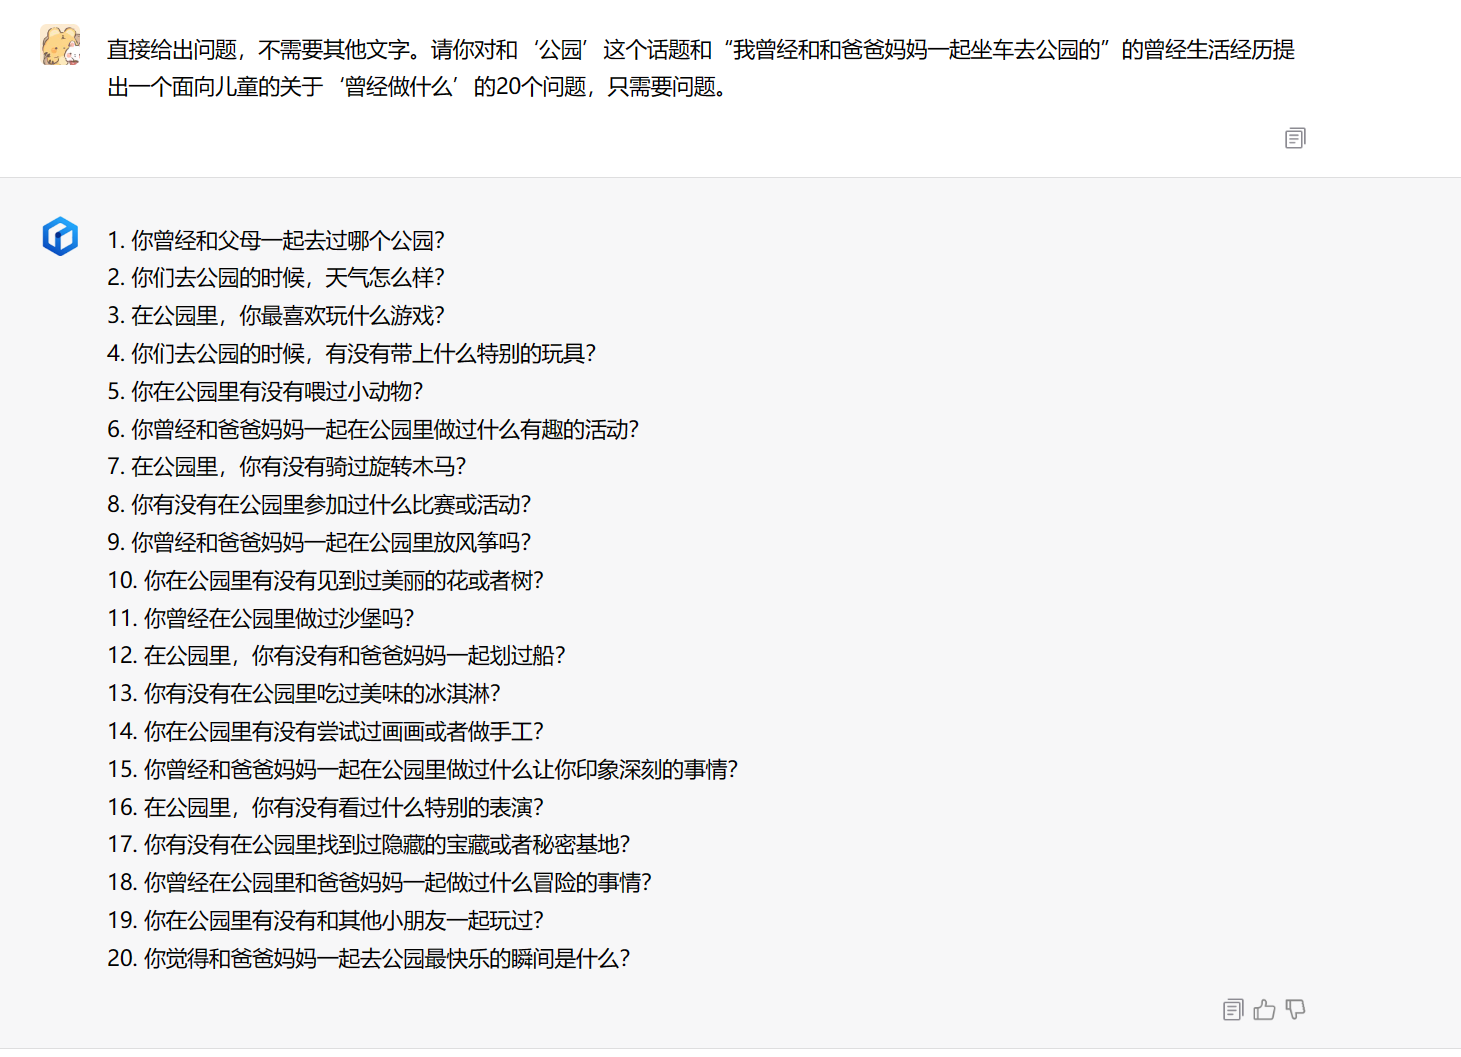 直接给出问题，不需要其他文字。请你对和‘公园’这个话题和“我曾经和和爸爸妈妈一起坐车去公园的”的曾经生活经历提
出一个面向儿童的关于‘曾经做什么’的20个问题，只需要问题。
1. 你曾经和父母一起去过哪个公园？
2. 你们去公园的时候，天气怎么样？
3. 在公园里，你最喜欢玩什么游戏？
4. 你们去公园的时候，有没有带上什么特别的玩具？
5. 你在公园里有没有喂过小动物？
6. 你曾经和爸爸妈妈一起在公园里做过什么有趣的活动？
7. 在公园里，你有没有骑过旋转木马？
8. 你有没有在公园里参加过什么比赛或活动？
9. 你曾经和爸爸妈妈一起在公园里放风筝吗？
10. 你在公园里有没有见到过美丽的花或者树？
11. 你曾经在公园里做过沙堡吗？
12. 在公园里，你有没有和爸爸妈妈一起划过船？
13. 你有没有在公园里吃过美味的冰淇淋？
14. 你在公园里有没有尝试过画画或者做手工？
15. 你曾经和爸爸妈妈一起在公园里做过什么让你印象深刻的事情？
16. 在公园里，你有没有看过什么特别的表演？
17. 你有没有在公园里找到过隐藏的宝藏或者秘密基地？
18. 你曾经在公园里和爸爸妈妈一起做过什么冒险的事情？
19. 你在公园里有没有和其他小朋友一起玩过？
20. 你觉得和爸爸妈妈一起去公园最快乐的瞬间是什么？